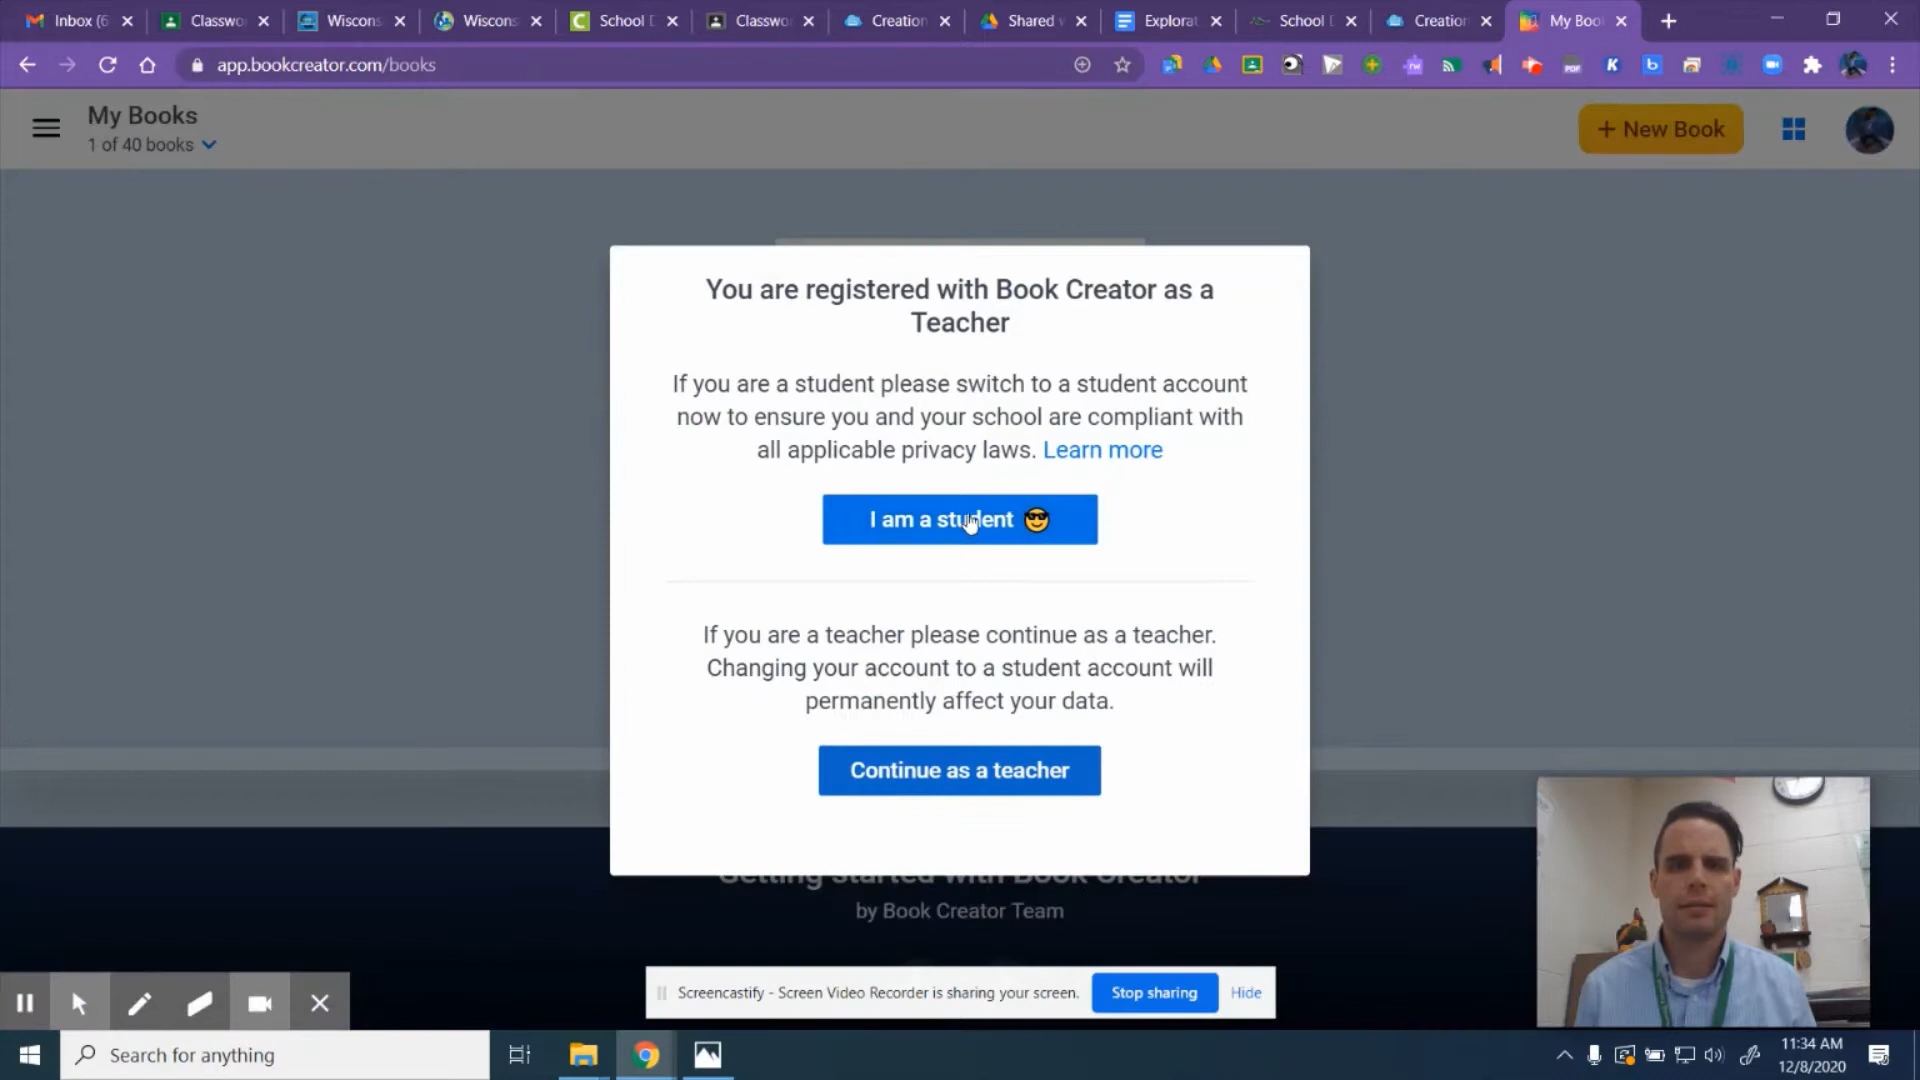 Inbox (6
Classwo
Wiscons
Wiscons
School D
Classwo
Creation
Shared w
Explorat
School D
Creation
My Boo
app.bookcreator.com/books
My Books
1 of 40 books
+ New Book
You are registered with Book Creator as a
Teacher
If you are a student please switch to a student account
now to ensure you and your school are compliant with
all applicable privacy laws. Learn more
I am a student
If you are a teacher please continue as a teacher.
Changing your account to a student account will
permanently affect your data.
Continue as a teacher
Getting started with Book Creator
by Book Creator Team
Screencastify - Screen Video Recorder is sharing your screen.
Stop sharing
Hide
Search for anything
11:34 AM
12/8/2020